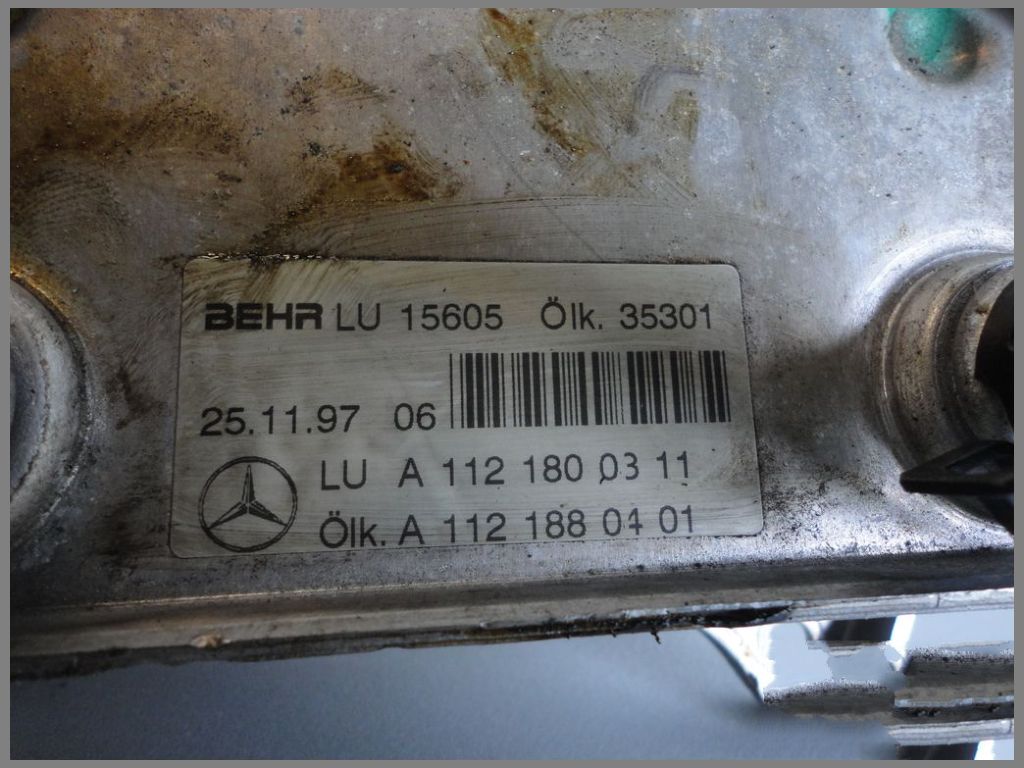 BEHR LU 15605 Ölk. 35301
25.11.97 06
LU A 112 180 03 11
Ölk. A 112 188 04 01